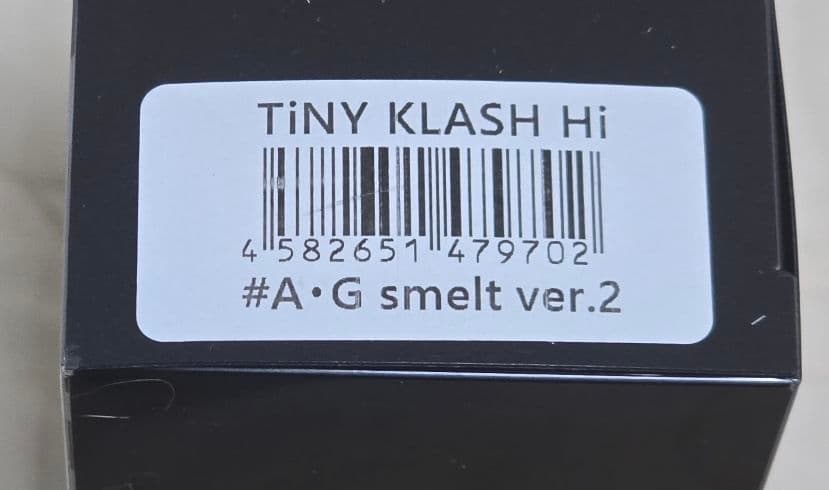 TiNY KLASH Hi
4 582651 479702
#A•G smelt ver.2